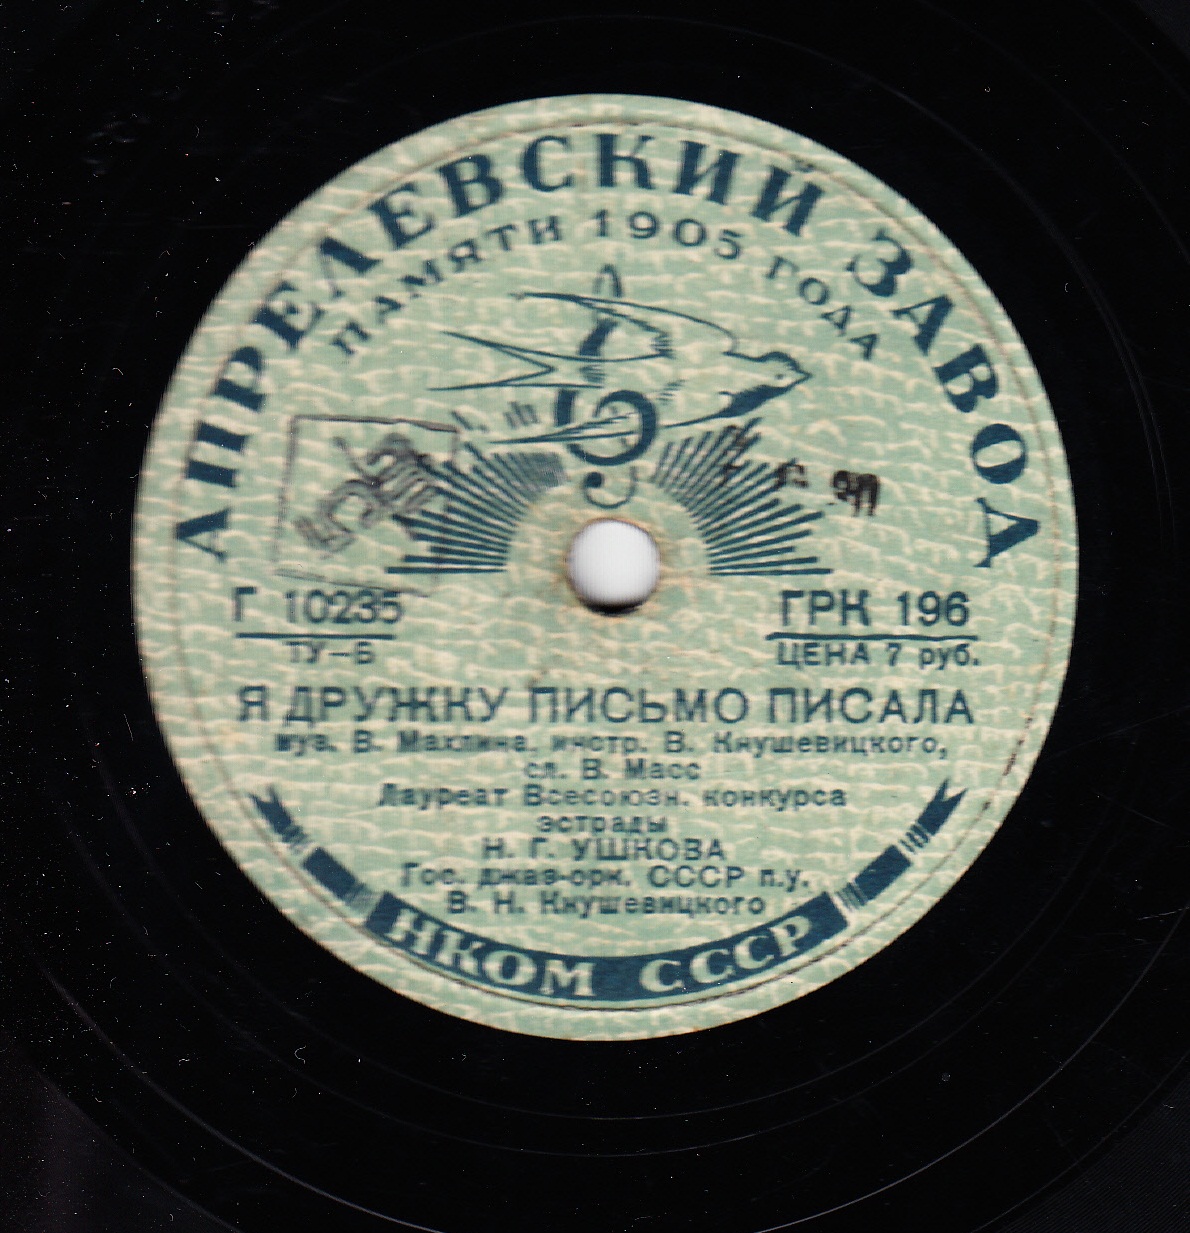 АПРЕЛЕВСКИЙ ЗАВОД
ПАМЯТИ 1905 ГОДА
Г 10235
ТУ—Б
ГРК 196
ЦЕНА 7 руб.
Я ДРУЖКУ ПИСЬМО ПИСАЛА
муз. В. Махлина, инстр. В. Кнушевицкого,
сл. В. Масс
Лауреат Всесоюзн. конкурса
эстрады
Н. Г. УШКОВА
Гос. джаз-орк. СССР п.у.
В. Н. Кнушевицкого
НКОМ СССР